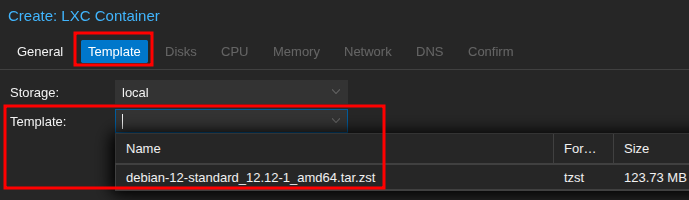 Create: LXC Container
General Template Disks CPU Memory Network DNS Confirm
Storage: local
Template:
Name For... Size
debian-12-standard_12.12-1_amd64.tar.zst tzst 123.73 MB